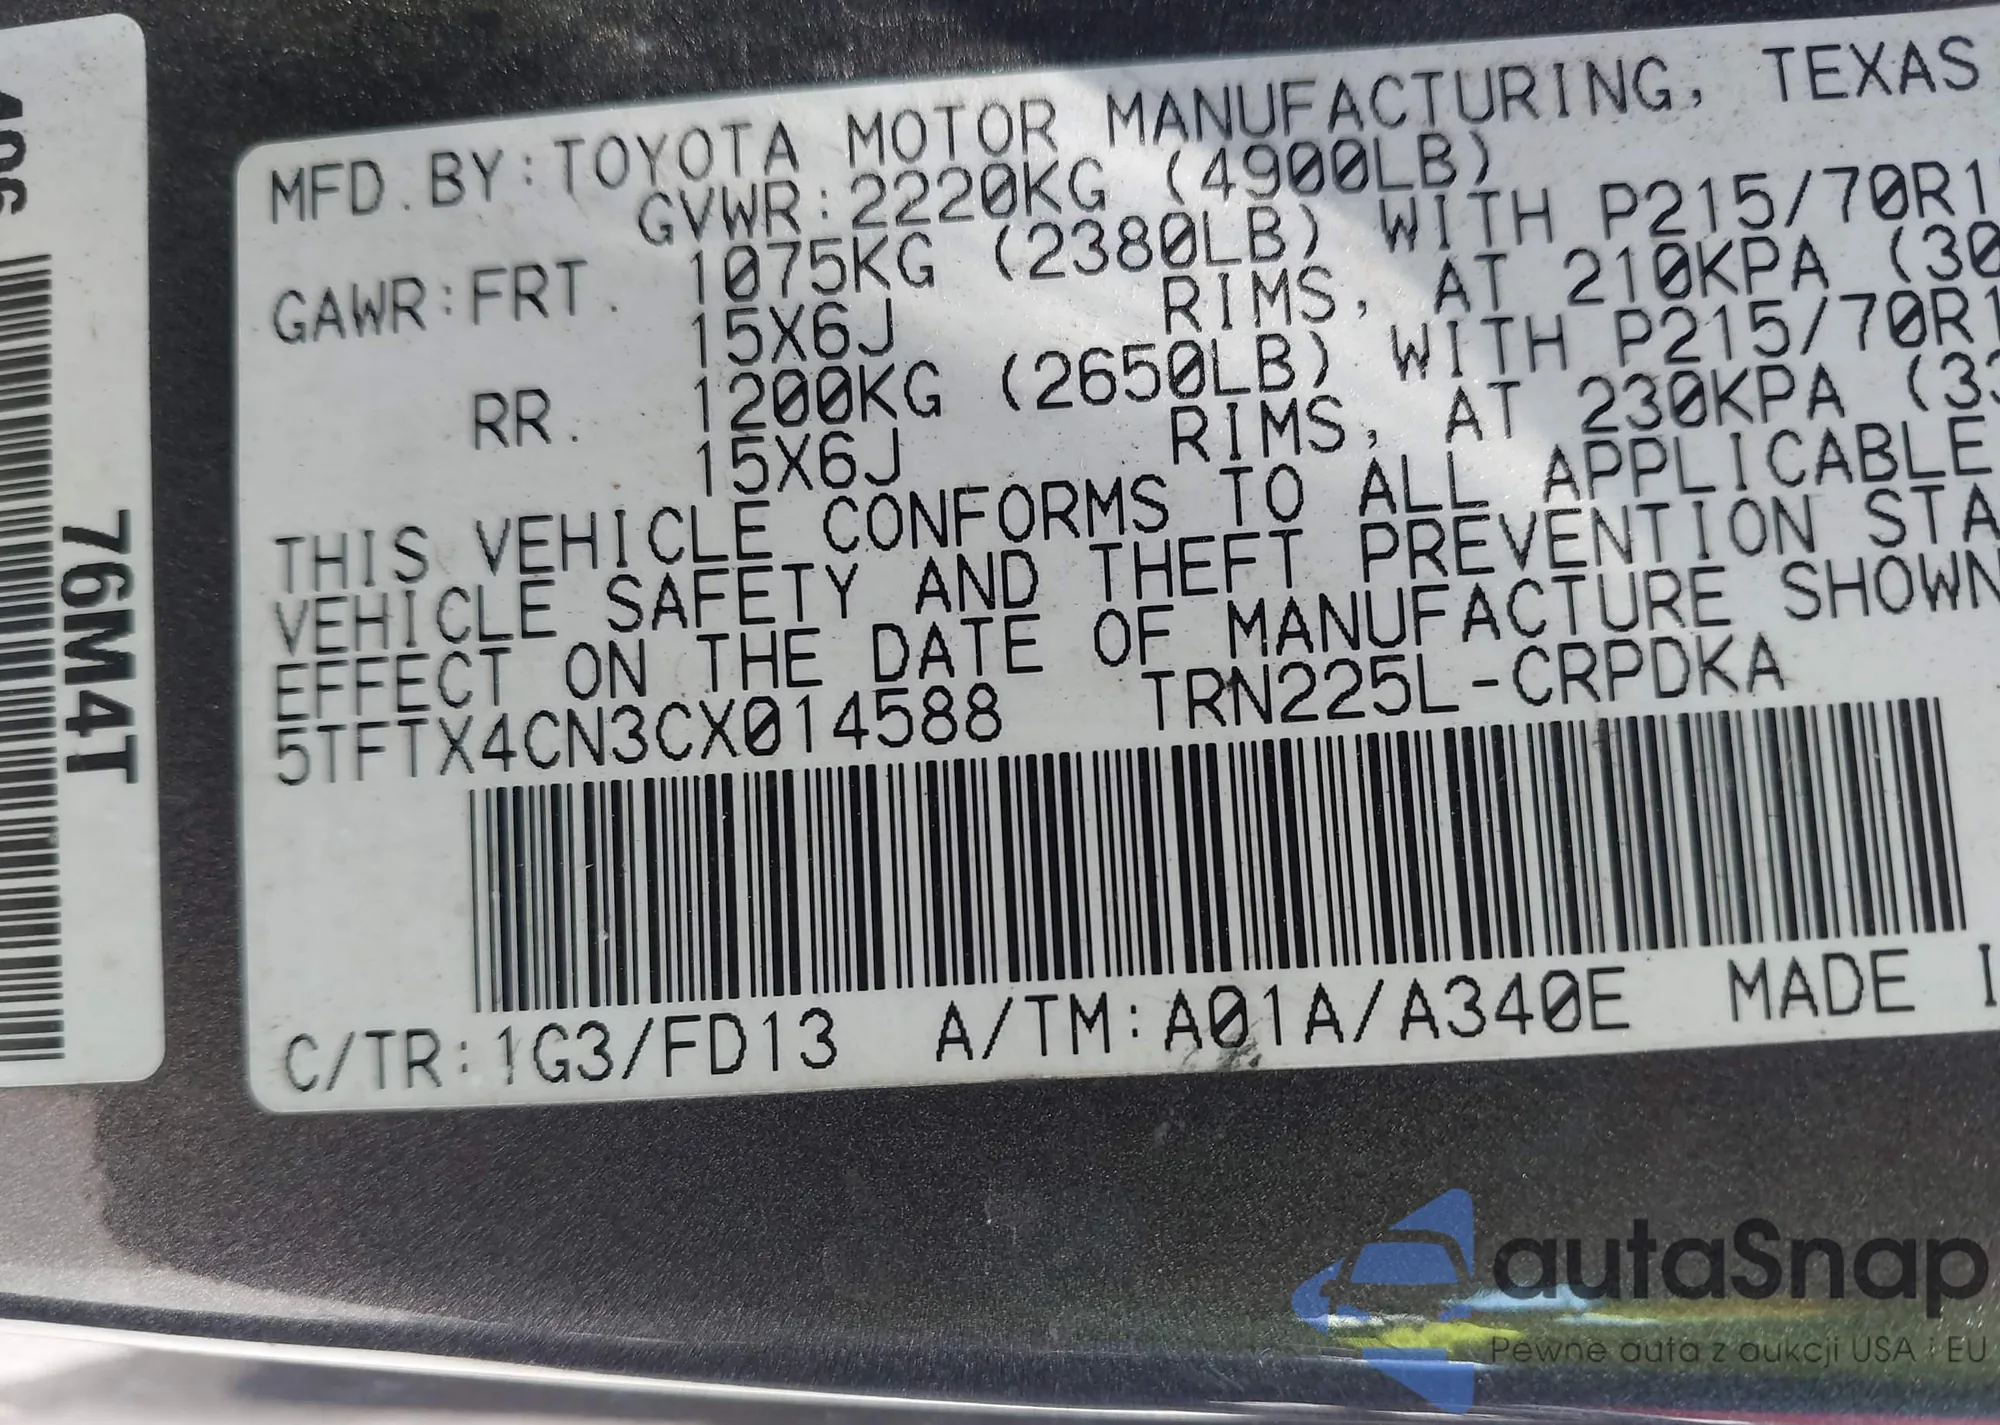 406
76M4T
MFD.BY:TOYOTA MOTOR MANUFACTURING, TEXAS,
GVWR:2220KG (4900LB)
GAWR:FRT. 1075KG (2380LB) WITH P215/70R1
15X6J RIMS, AT 210KPA (30
RR. 1200KG (2650LB) WITH P215/70R1
15X6J RIMS, AT 230KPA (33
THIS VEHICLE CONFORMS TO ALL APPLICABLE
VEHICLE SAFETY AND THEFT PREVENTION STA
EFFECT ON THE DATE OF MANUFACTURE SHOWN
5TFTX4CN3CX014588 TRN225L-CRPDKA
C/TR:1G3/FD13 A/TM:A01A/A340E MADE I
autaSnap
Pewne auta z aukcji USA i EU